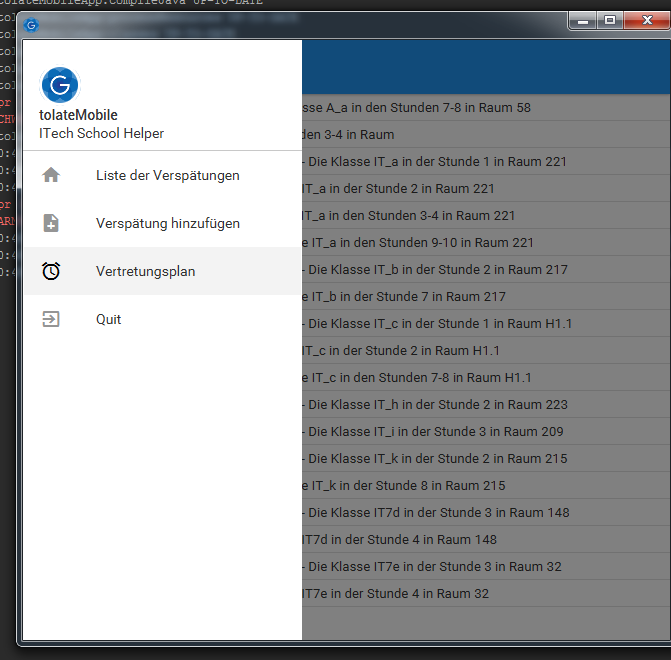 tolateMobileApp:compileJava UP-TO-DATE
G
tolateMobile
ITech School Helper
Liste der Verspätungen
Verspätung hinzufügen
Vertretungsplan
Quit
sse A_a in den Stunden 7-8 in Raum 58
den 3-4 in Raum
- Die Klasse IT_a in der Stunde 1 in Raum 221
IT_a in der Stunde 2 in Raum 221
IT_a in den Stunden 3-4 in Raum 221
e IT_a in den Stunden 9-10 in Raum 221
- Die Klasse IT_b in der Stunde 2 in Raum 217
e IT_b in der Stunde 7 in Raum 217
- Die Klasse IT_c in der Stunde 1 in Raum H1.1
IT_c in der Stunde 2 in Raum H1.1
e IT_c in den Stunden 7-8 in Raum H1.1
- Die Klasse IT_h in der Stunde 2 in Raum 223
- Die Klasse IT_i in der Stunde 3 in Raum 209
- Die Klasse IT_k in der Stunde 2 in Raum 215
e IT_k in der Stunde 8 in Raum 215
- Die Klasse IT7d in der Stunde 3 in Raum 148
IT7d in der Stunde 4 in Raum 148
- Die Klasse IT7e in der Stunde 3 in Raum 32
IT7e in der Stunde 4 in Raum 32